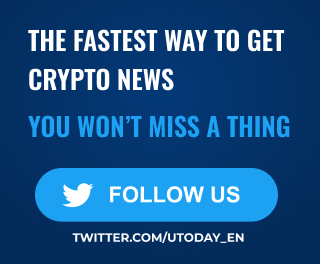 THE FASTEST WAY TO GET
CRYPTO NEWS
YOU WON'T MISS A THING
FOLLOW US
TWITTER.COM/UTODAY_EN